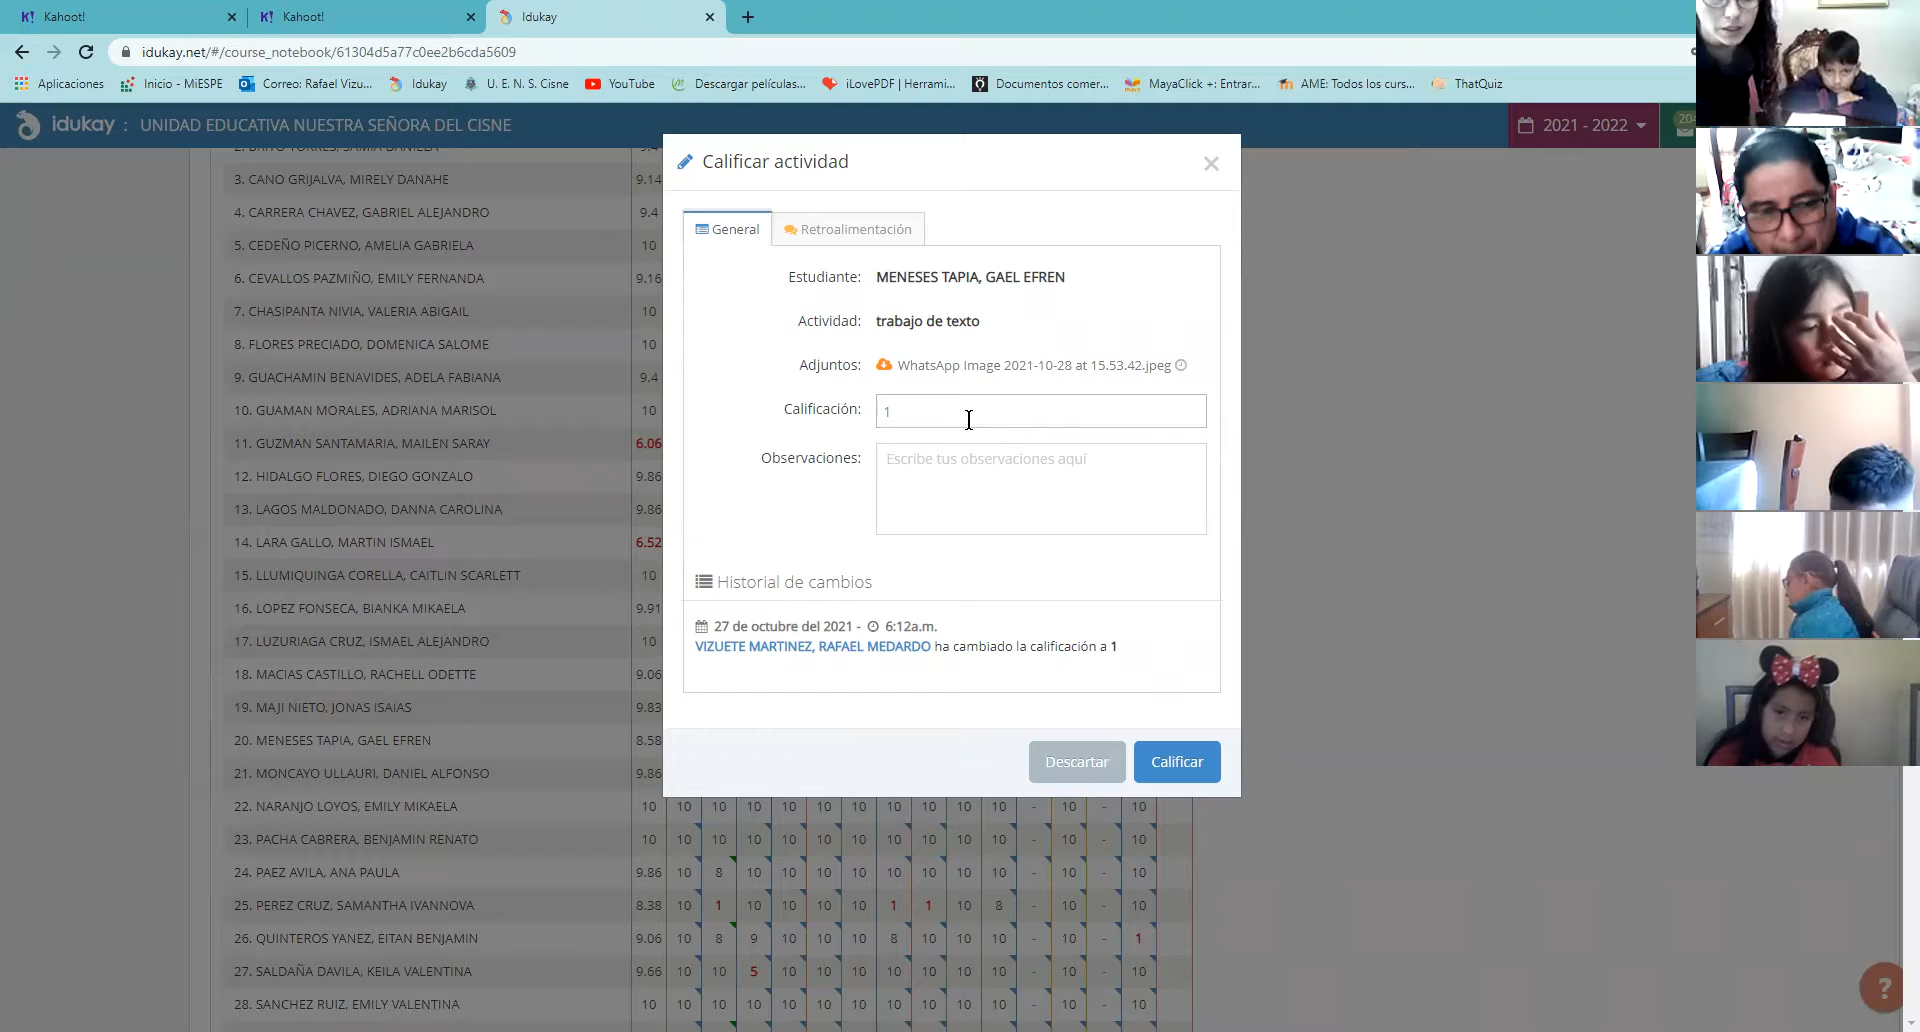 Kahoot!
Kahoot!
Idukay
idukay.net/#/course_notebook/61304d5a77c0ee2b6cda5609
Aplicaciones
Inicio - MiESPE
Correo: Rafael Vizu...
Idukay
U. E. N. S. Cisne
YouTube
Descargar películas...
iLovePDF | Herrami...
Documentos comer...
MayaClick +: Entrar...
AME: Todos los curs...
ThatQuiz
idukay : UNIDAD EDUCATIVA NUESTRA SEÑORA DEL CISNE
2021 - 2022
204
2. BRITO TORRES, SAMIA DANIELA 9.4
3. CANO GRIJALVA, MIRELY DANAHE 9.14
4. CARRERA CHAVEZ, GABRIEL ALEJANDRO 9.4
5. CEDEÑO PICERNO, AMELIA GABRIELA 10
6. CEVALLOS PAZMIÑO, EMILY FERNANDA 9.16
7. CHASIPANTA NIVIA, VALERIA ABIGAIL 10
8. FLORES PRECIADO, DOMENICA SALOME 10
9. GUACHAMIN BENAVIDES, ADELA FABIANA 9.4
10. GUAMAN MORALES, ADRIANA MARISOL 10
11. GUZMAN SANTAMARIA, MAILEN SARAY 6.06
12. HIDALGO FLORES, DIEGO GONZALO 9.86
13. LAGOS MALDONADO, DANNA CAROLINA 9.86
14. LARA GALLO, MARTIN ISMAEL 6.52
15. LLUMIQUINGA CORELLA, CAITLIN SCARLETT 10
16. LOPEZ FONSECA, BIANKA MIKAELA 9.91
17. LUZURIAGA CRUZ, ISMAEL ALEJANDRO 10
18. MACIAS CASTILLO, RACHELL ODETTE 9.06
19. MAJI NIETO, JONAS ISAIAS 9.83
20. MENESES TAPIA, GAEL EFREN 8.58
21. MONCAYO ULLAURI, DANIEL ALFONSO 9.86
22. NARANJO LOYOS, EMILY MIKAELA 10 10 10 10 10 10 10 10 10 10 10 - 10 - 10
23. PACHA CABRERA, BENJAMIN RENATO 10 10 10 10 10 10 10 10 10 10 10 - 10 - 10
24. PAEZ AVILA, ANA PAULA 9.86 10 8 10 10 10 10 10 10 10 10 - 10 - 10
25. PEREZ CRUZ, SAMANTHA IVANNOVA 8.38 10 1 10 10 10 10 1 1 10 8 - 10 - 10
26. QUINTEROS YANEZ, EITAN BENJAMIN 9.06 10 8 9 10 10 10 8 10 10 10 - 10 - 1
27. SALDAÑA DAVILA, KEILA VALENTINA 9.66 10 10 5 10 10 10 10 10 10 10 - 10 - 10
28. SANCHEZ RUIZ, EMILY VALENTINA 10 10 10 10 10 10 10 10 10 10 10 - 10 - 10
Calificar actividad
General
Retroalimentación
Estudiante: MENESES TAPIA, GAEL EFREN
Actividad: trabajo de texto
Adjuntos: WhatsApp Image 2021-10-28 at 15.53.42.jpeg
Calificación: 1
Observaciones: Escribe tus observaciones aquí
Historial de cambios
27 de octubre del 2021 - 6:12a.m.
VIZUETE MARTINEZ, RAFAEL MEDARDO ha cambiado la calificación a 1
Descartar
Calificar
?